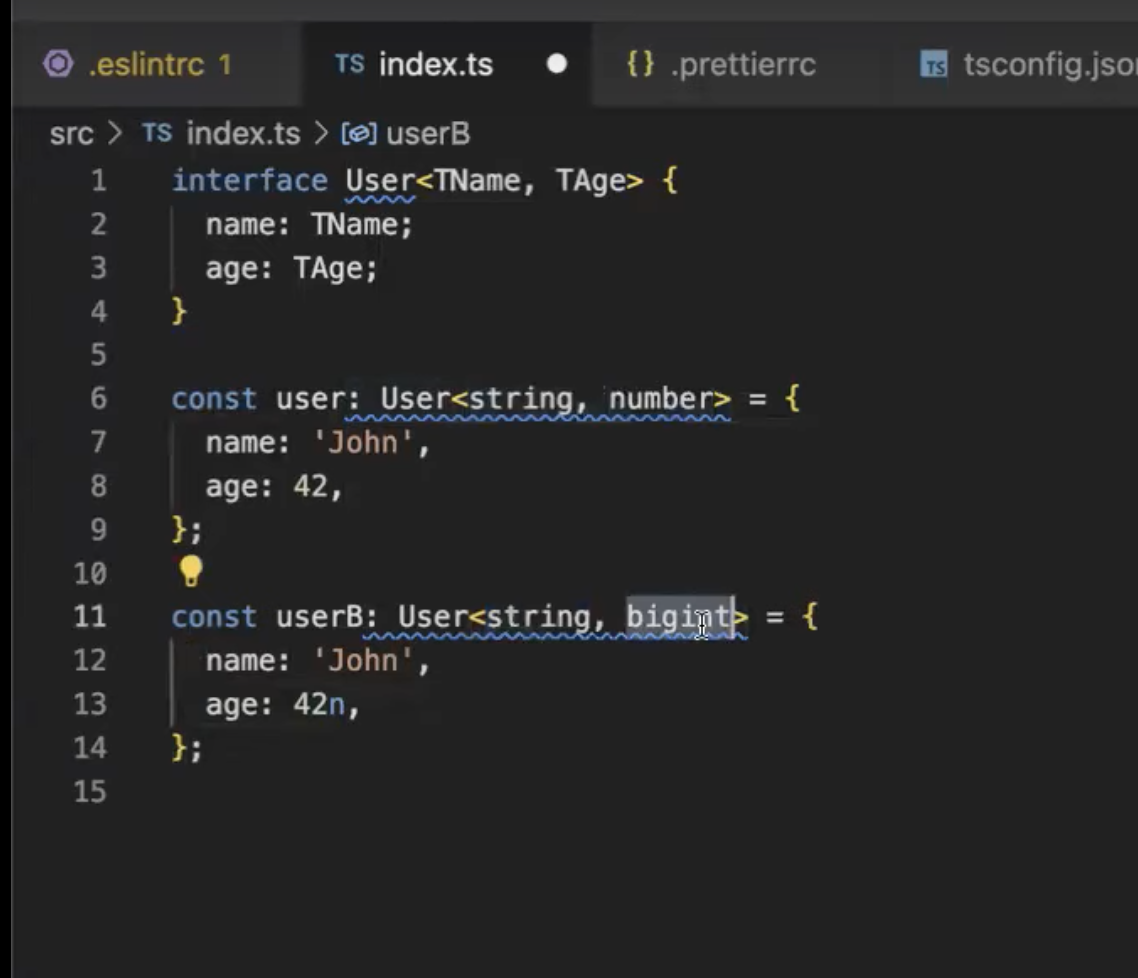 .eslintrc 1 TS index.ts {} .prettierrc TS tsconfig.jso
src > TS index.ts > userB
1 interface User<TName, TAge> {
2   name: TName;
3   age: TAge;
4 }
5
6 const user: User<string, number> = {
7   name: 'John',
8   age: 42,
9 };
10
11 const userB: User<string, bigint> = {
12   name: 'John',
13   age: 42n,
14 };
15